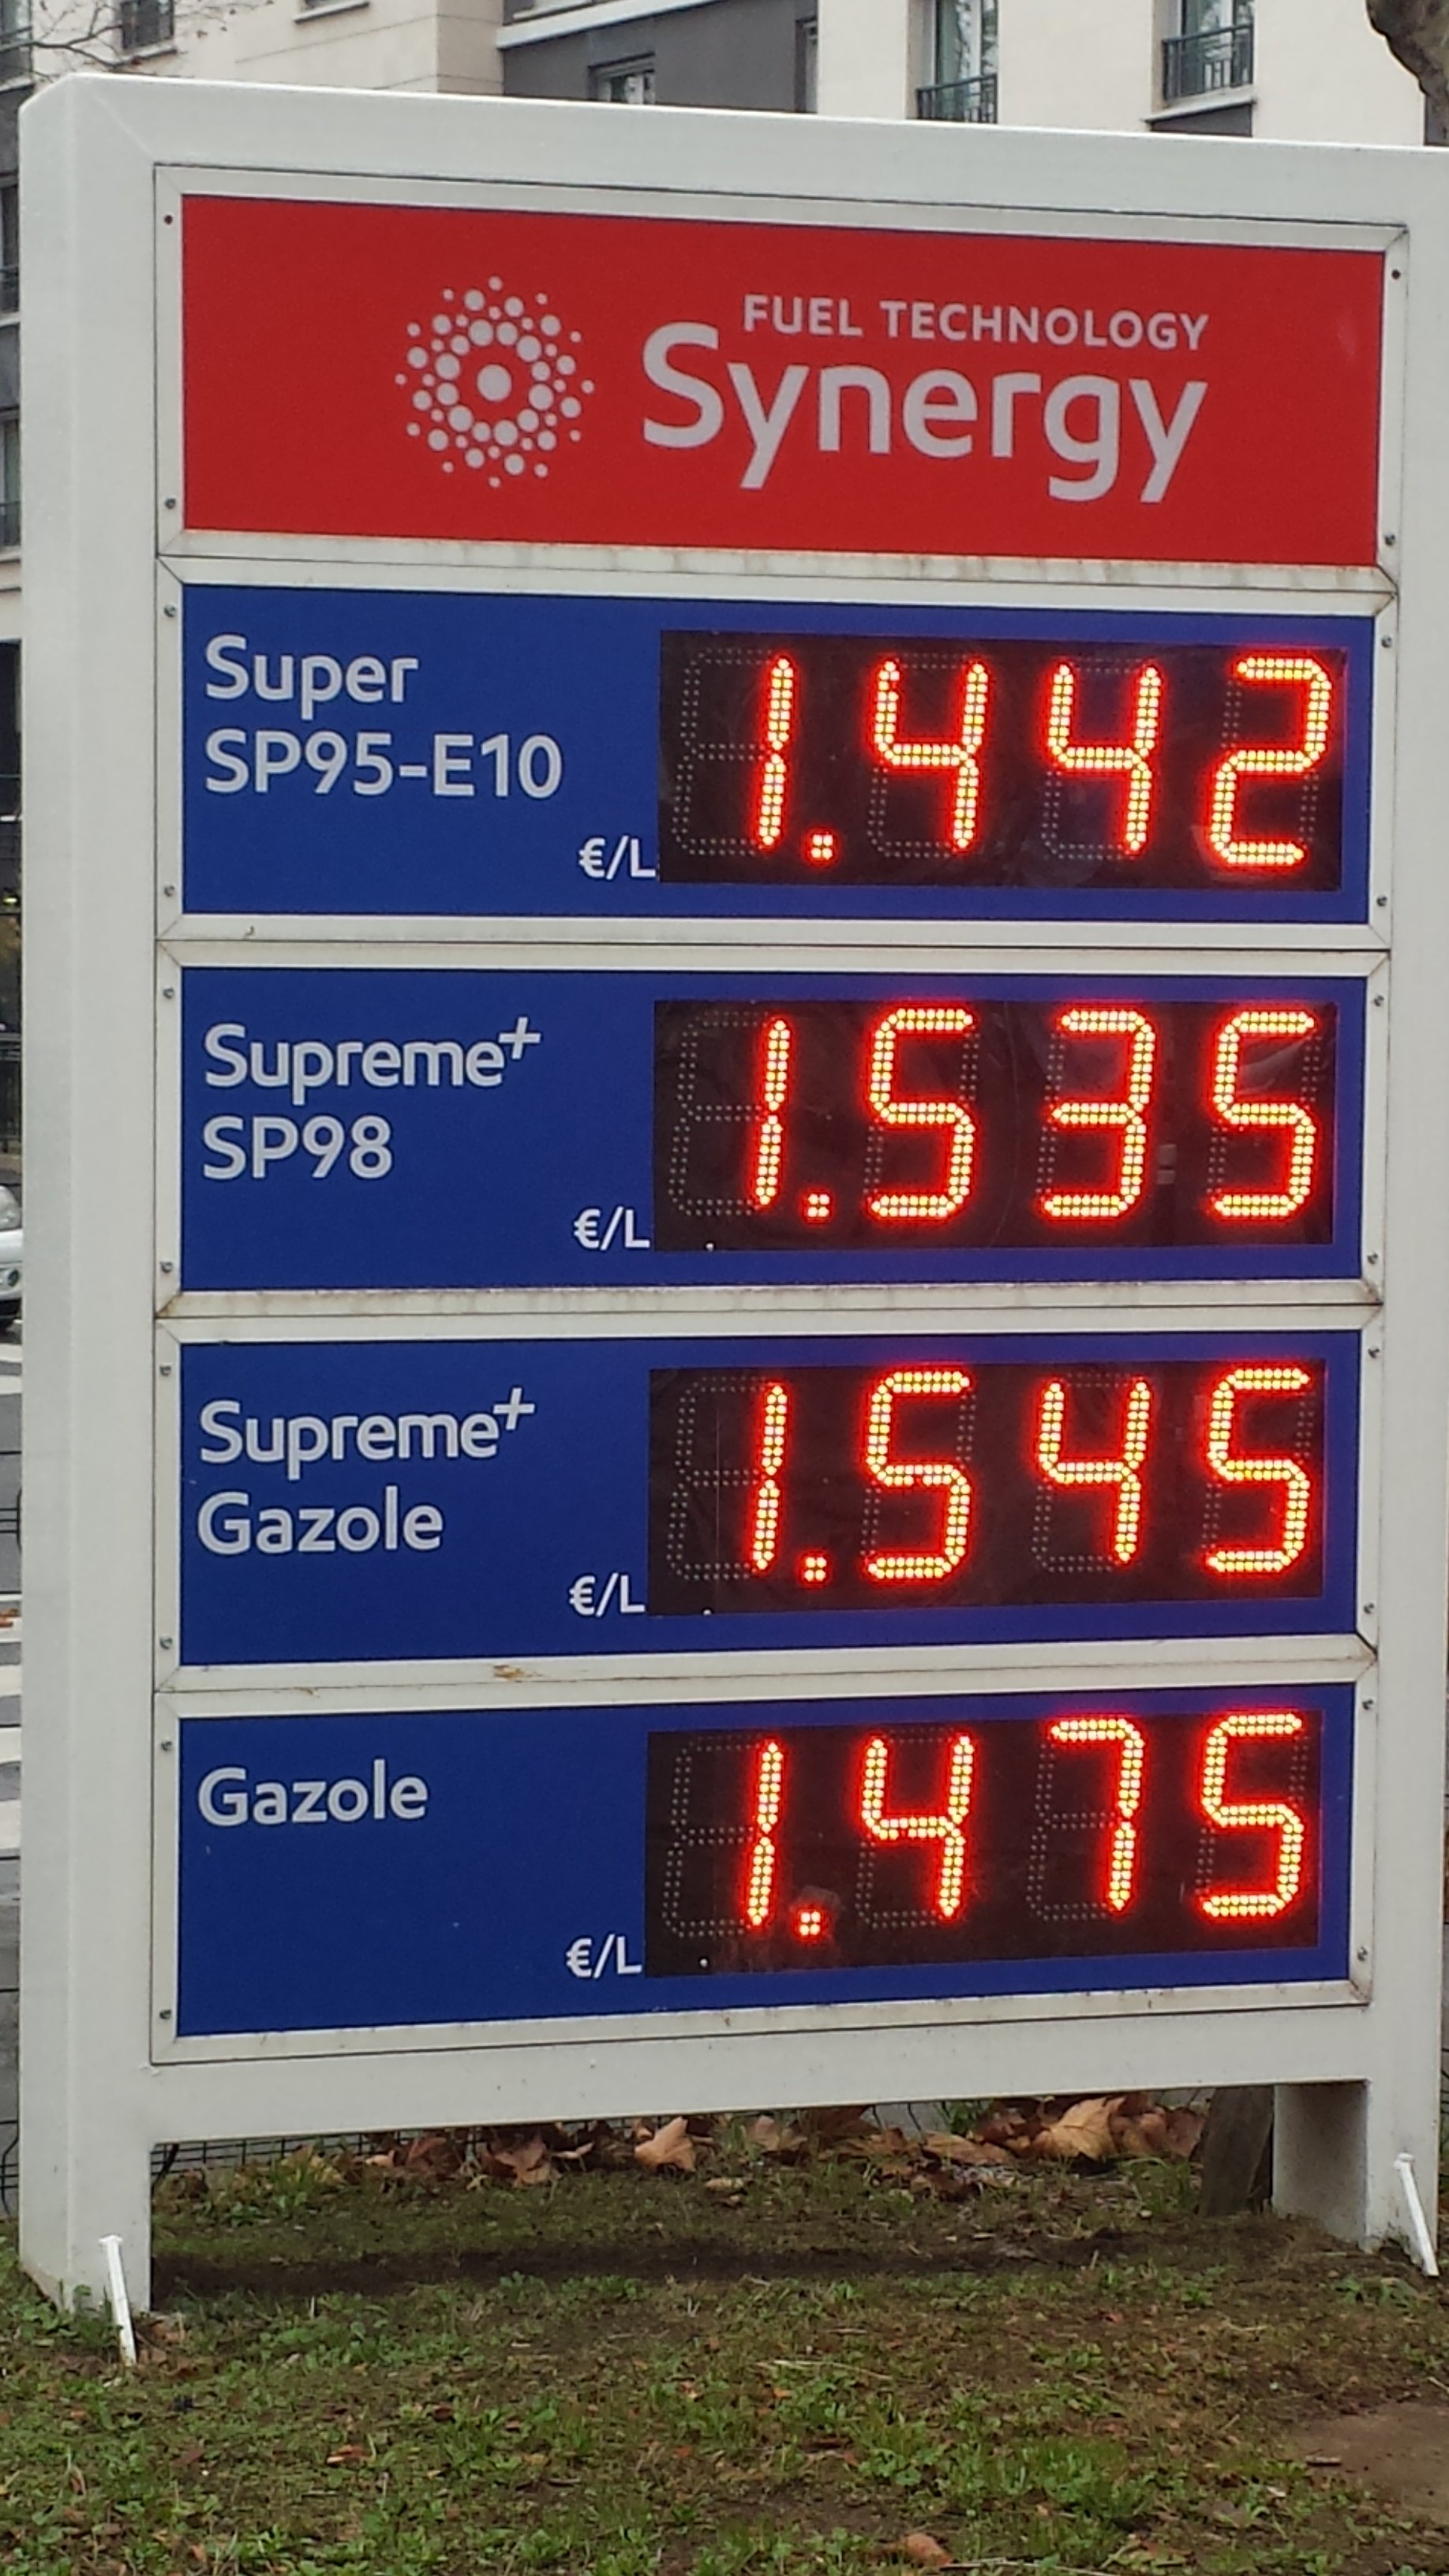 FUEL TECHNOLOGY
Synergy
Super
SP95-E10
€/L
1.442
Supreme+
SP98
€/L
1.535
Supreme+
Gazole
€/L
1.545
Gazole
€/L
1.475